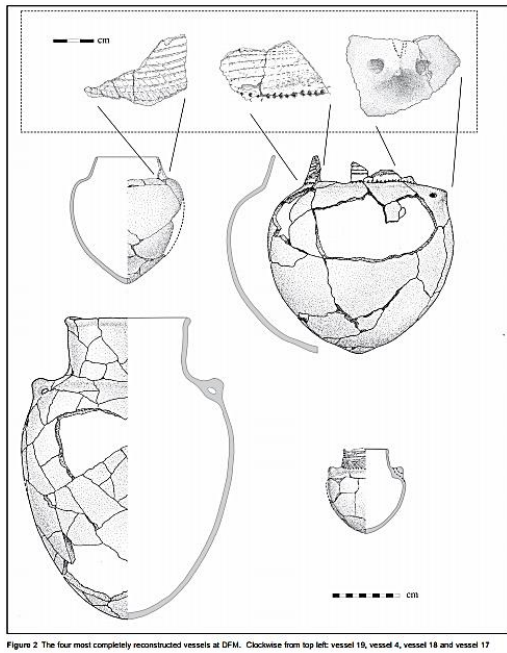 cm
cm
Figure 2 The four most completely reconstructed vessels at DFM. Clockwise from top left: vessel 19, vessel 4, vessel 18 and vessel 17